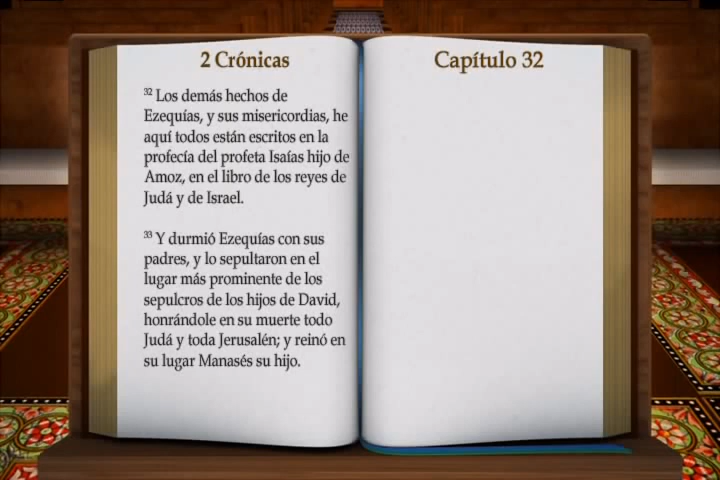 2 Crónicas
32 Los demás hechos de
Ezequías, y sus misericordias, he
aquí todos están escritos en la
profecía del profeta Isaías hijo de
Amoz, en el libro de los reyes de
Judá y de Israel.
33 Y durmió Ezequías con sus
padres, y lo sepultaron en el
lugar más prominente de los
sepulcros de los hijos de David,
honrándole en su muerte todo
Judá y toda Jerusalén; y reinó en
su lugar Manasés su hijo.
Capítulo 32